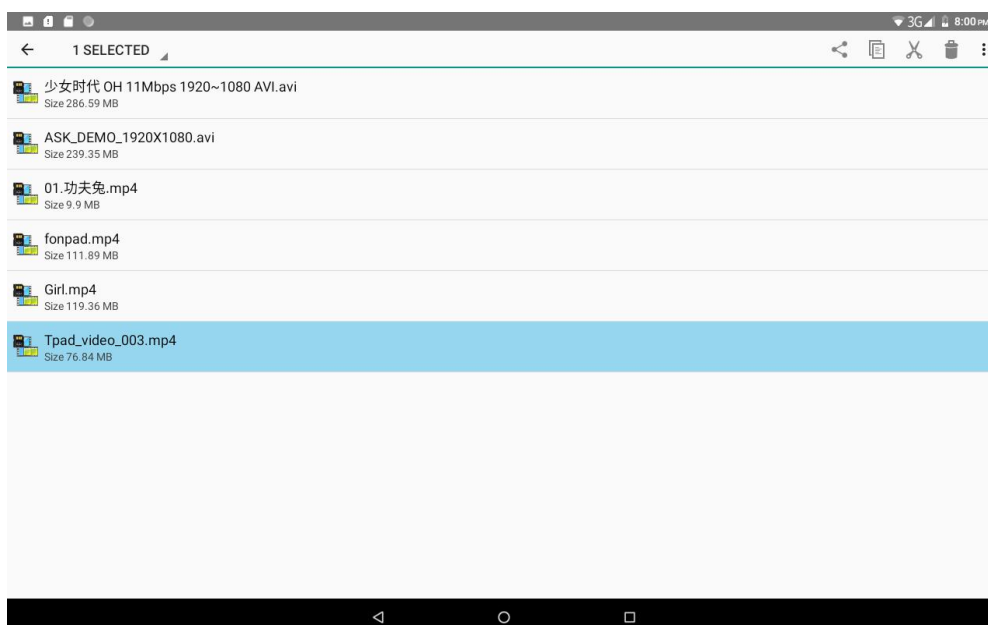 3G 8:00 PM
1 SELECTED
少女时代 OH 11Mbps 1920~1080 AVI.avi
Size 286.59 MB
ASK_DEMO_1920X1080.avi
Size 239.35 MB
01.功夫兔.mp4
Size 9.9 MB
fonpad.mp4
Size 111.89 MB
Girl.mp4
Size 119.36 MB
Tpad_video_003.mp4
Size 76.84 MB